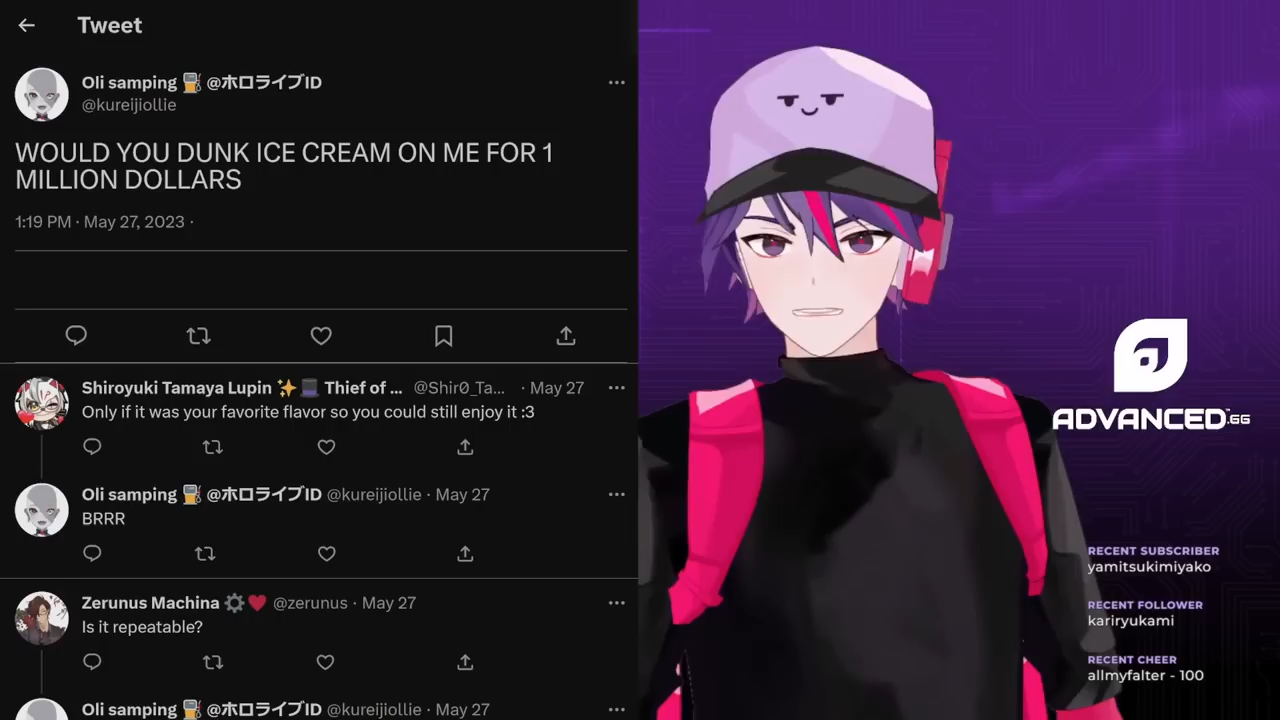 Tweet
Oli samping ⛽ @ホロライブID
@kureijiollie
WOULD YOU DUNK ICE CREAM ON ME FOR 1
MILLION DOLLARS
1:19 PM · May 27, 2023 ·
Shiroyuki Tamaya Lupin ✨🎩 Thief of ... @Shir0_Ta... · May 27
Only if it was your favorite flavor so you could still enjoy it :3
Oli samping ⛽ @ホロライブID @kureijiollie · May 27
BRRR
Zerunus Machina ⚙️❤️ @zerunus · May 27
Is it repeatable?
Oli samping ⛽ @ホロライブID @kureijiollie · May 27
ADVANCED.GG
RECENT SUBSCRIBER
yamitsukimiyako
RECENT FOLLOWER
kariryukami
RECENT CHEER
allmyfalter - 100